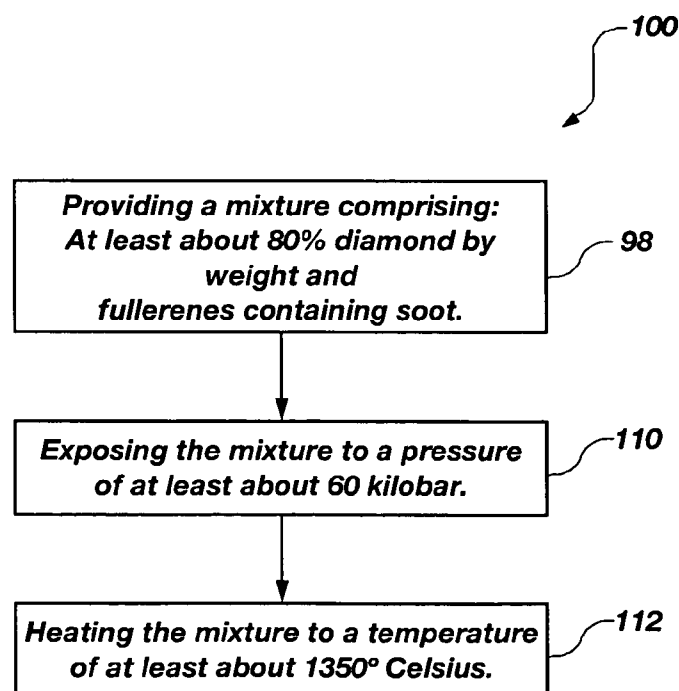 100
Providing a mixture comprising:
At least about 80% diamond by
weight and
fullerenes containing soot.
98
Exposing the mixture to a pressure
of at least about 60 kilobar.
110
Heating the mixture to a temperature
of at least about 1350º Celsius.
112